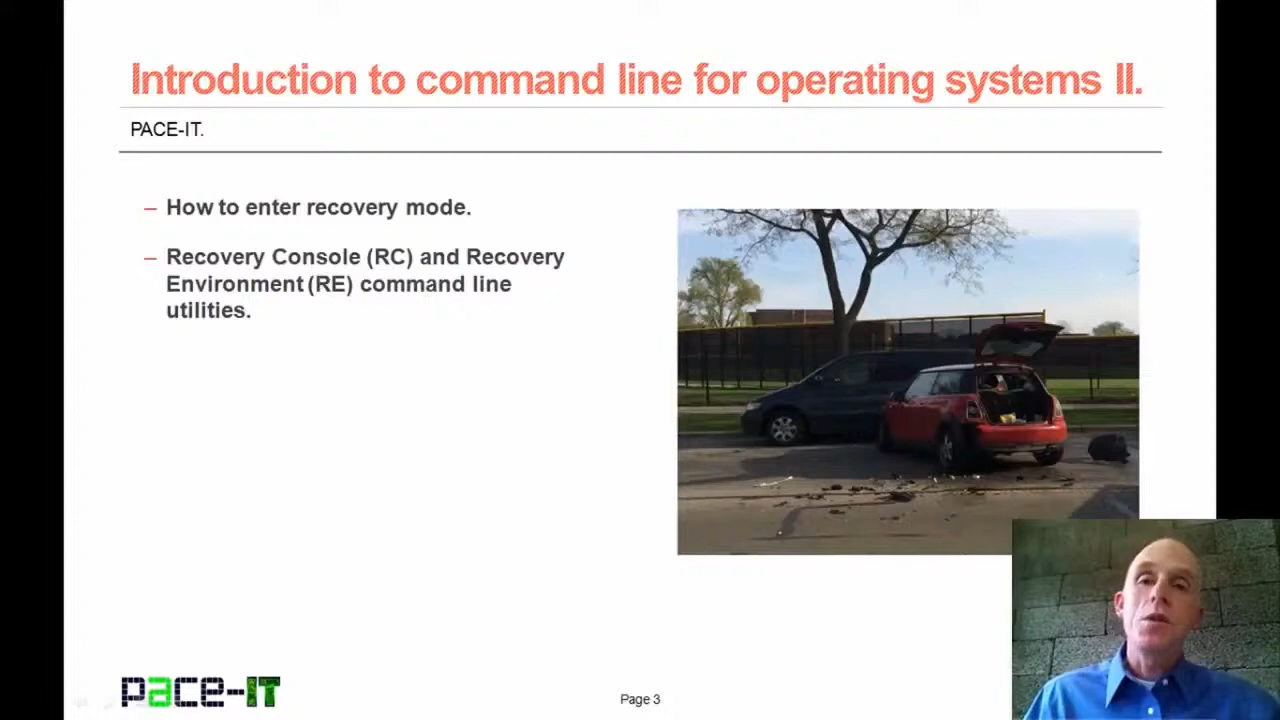 Introduction to command line for operating systems II.
PACE-IT.
– How to enter recovery mode.
– Recovery Console (RC) and Recovery
Environment (RE) command line
utilities.
pace-IT
Page 3